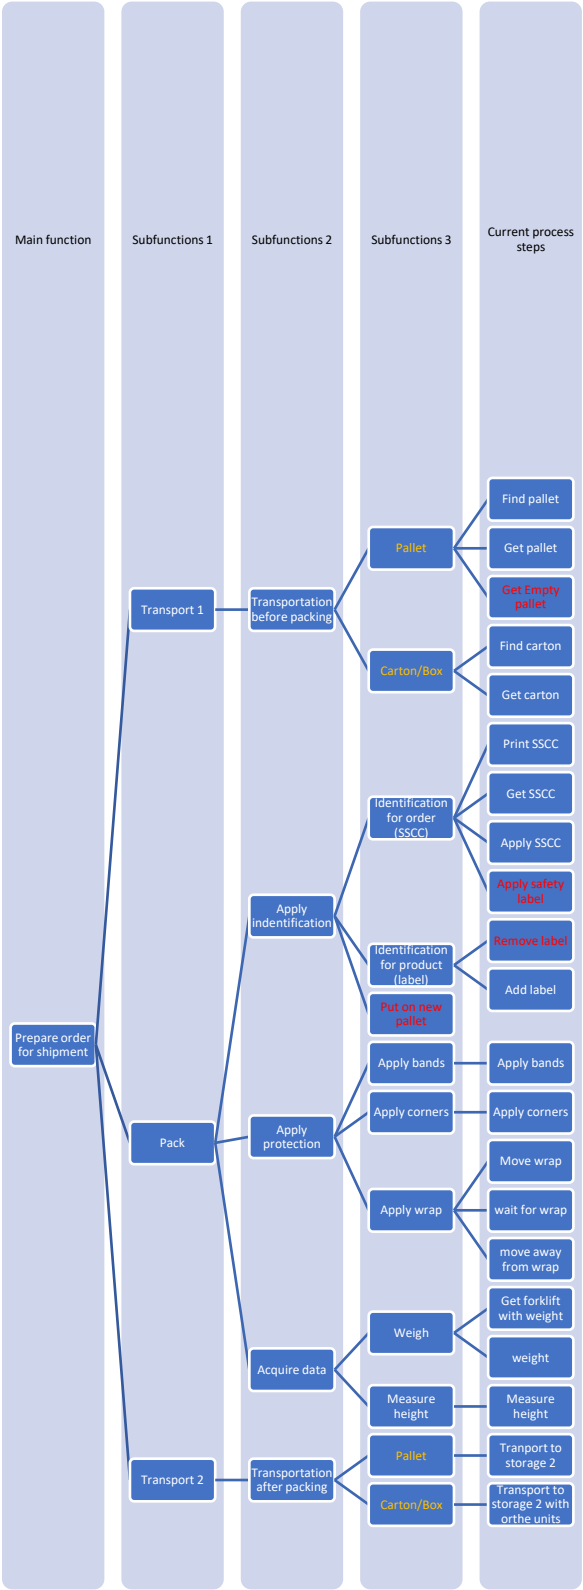 Main function
Subfunctions 1
Subfunctions 2
Subfunctions 3
Current process
steps
Prepare order
for shipment
Transport 1
Transportation
before packing
Pallet
Find pallet
Get pallet
Get Empty
pallet
Carton/Box
Find carton
Get carton
Pack
Apply
indentification
Identification
for order
(SSCC)
Print SSCC
Get SSCC
Apply SSCC
Apply safety
label
Identification
for product
(label)
Remove label
Add label
Put on new
pallet
Apply
protection
Apply bands
Apply bands
Apply corners
Apply corners
Apply wrap
Move wrap
wait for wrap
move away
from wrap
Acquire data
Weigh
Get forklift
with weight
weight
Measure
height
Measure
height
Transport 2
Transportation
after packing
Pallet
Tranport to
storage 2
Carton/Box
Transport to
storage 2 with
orthe units